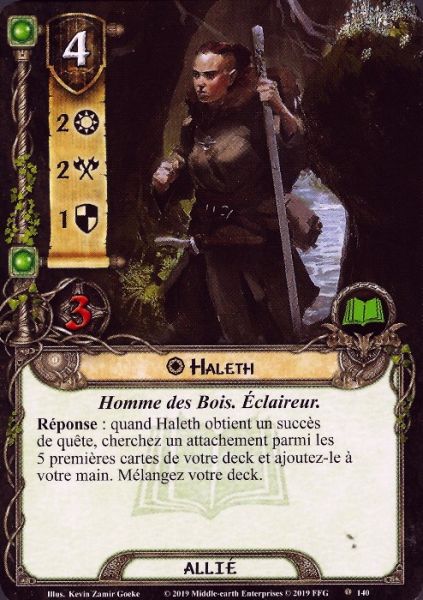 4
2
2
1
3
Haleth
Homme des Bois. Éclaireur.
Réponse : quand Haleth obtient un succès
de quête, cherchez un attachement parmi les
5 premières cartes de votre deck et ajoutez-le à
votre main. Mélangez votre deck.
ALLIÉ
Illus. Kevin Zamir Goeke © 2019 Middle-earth Enterprises © 2019 FFG 140